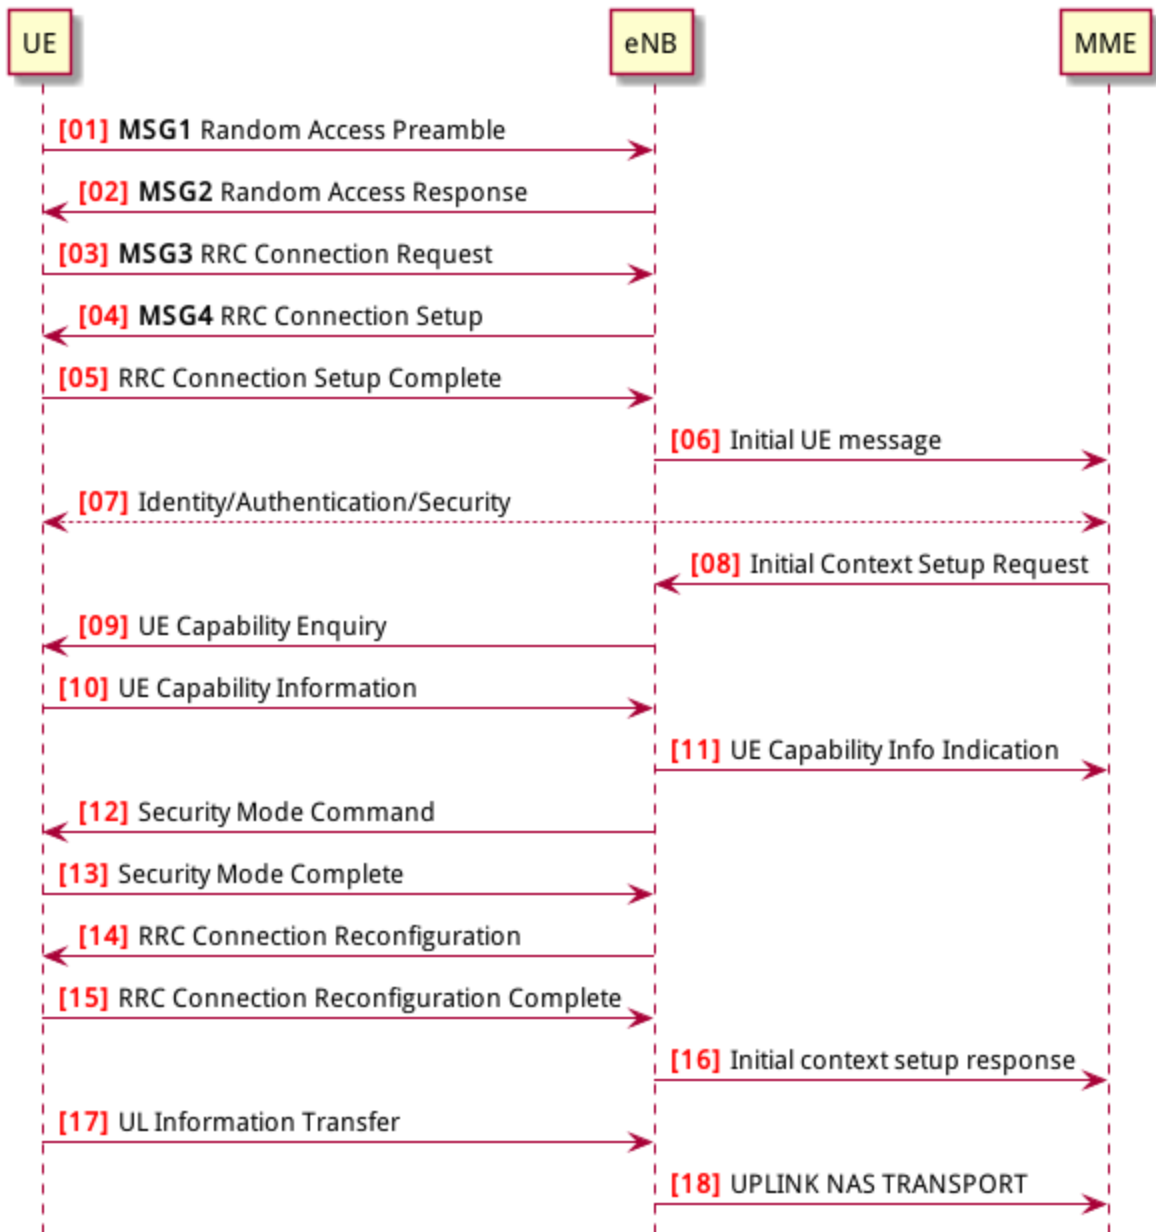 UE eNB MME
[01] MSG1 Random Access Preamble
[02] MSG2 Random Access Response
[03] MSG3 RRC Connection Request
[04] MSG4 RRC Connection Setup
[05] RRC Connection Setup Complete
[06] Initial UE message
[07] Identity/Authentication/Security
[08] Initial Context Setup Request
[09] UE Capability Enquiry
[10] UE Capability Information
[11] UE Capability Info Indication
[12] Security Mode Command
[13] Security Mode Complete
[14] RRC Connection Reconfiguration
[15] RRC Connection Reconfiguration Complete
[16] Initial context setup response
[17] UL Information Transfer
[18] UPLINK NAS TRANSPORT